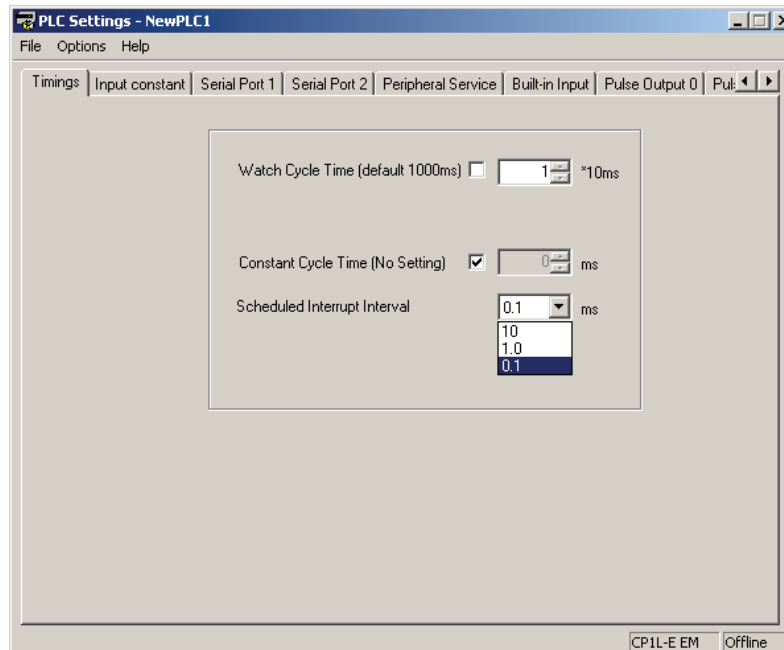 PLC Settings - NewPLC1
File Options Help
Timings Input constant Serial Port 1 Serial Port 2 Peripheral Service Built-in Input Pulse Output 0
Watch Cycle Time (default 1000ms) 1 *10ms
Constant Cycle Time (No Setting) 0 ms
Scheduled Interrupt Interval 0.1 ms
10
1.0
0.1
CP1L-E EM Offline